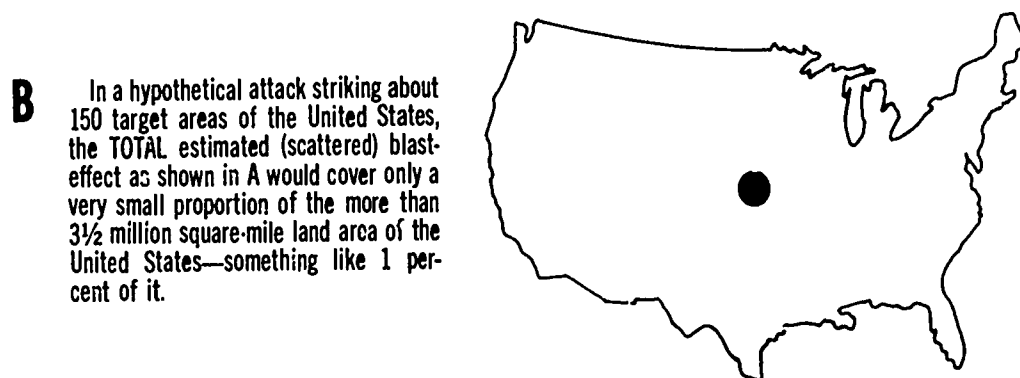 B
In a hypothetical attack striking about
150 target areas of the United States,
the TOTAL estimated (scattered) blast-
effect as shown in A would cover only a
very small proportion of the more than
3½ million square-mile land area of the
United States—something like 1 per-
cent of it.